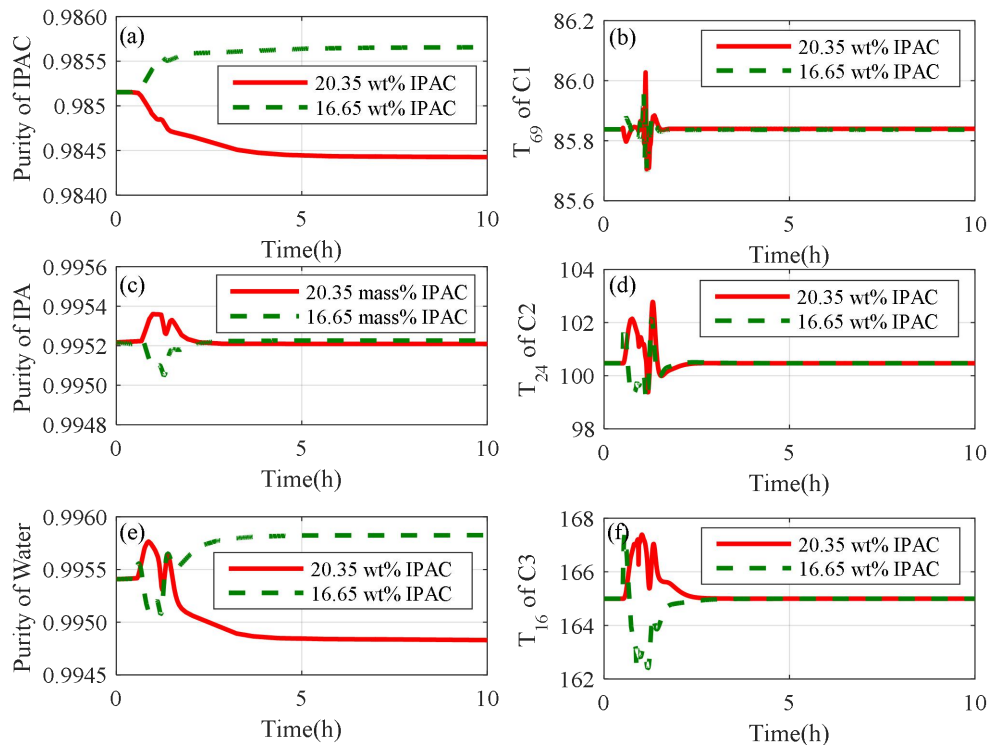 (a)
Purity of IPAC
0.9860
0.9855
0.985
0.9845
0.9840
20.35 wt% IPAC
16.65 wt% IPAC
0
5
10
Time(h)
(b)
T69 of C1
86.2
86.0
85.8
85.6
20.35 wt% IPAC
16.65 wt% IPAC
0
5
10
Time(h)
(c)
Purity of IPA
0.9956
0.9954
0.9952
0.9950
0.9948
20.35 mass% IPAC
16.65 mass% IPAC
0
5
10
Time(h)
(d)
T24 of C2
104
102
100
98
20.35 wt% IPAC
16.65 wt% IPAC
0
5
10
Time(h)
(e)
Purity of Water
0.9960
0.9955
0.9950
0.9945
20.35 wt% IPAC
16.65 wt% IPAC
0
5
10
Time(h)
(f)
T16 of C3
168
166
164
162
20.35 wt% IPAC
16.65 wt% IPAC
0
5
10
Time(h)